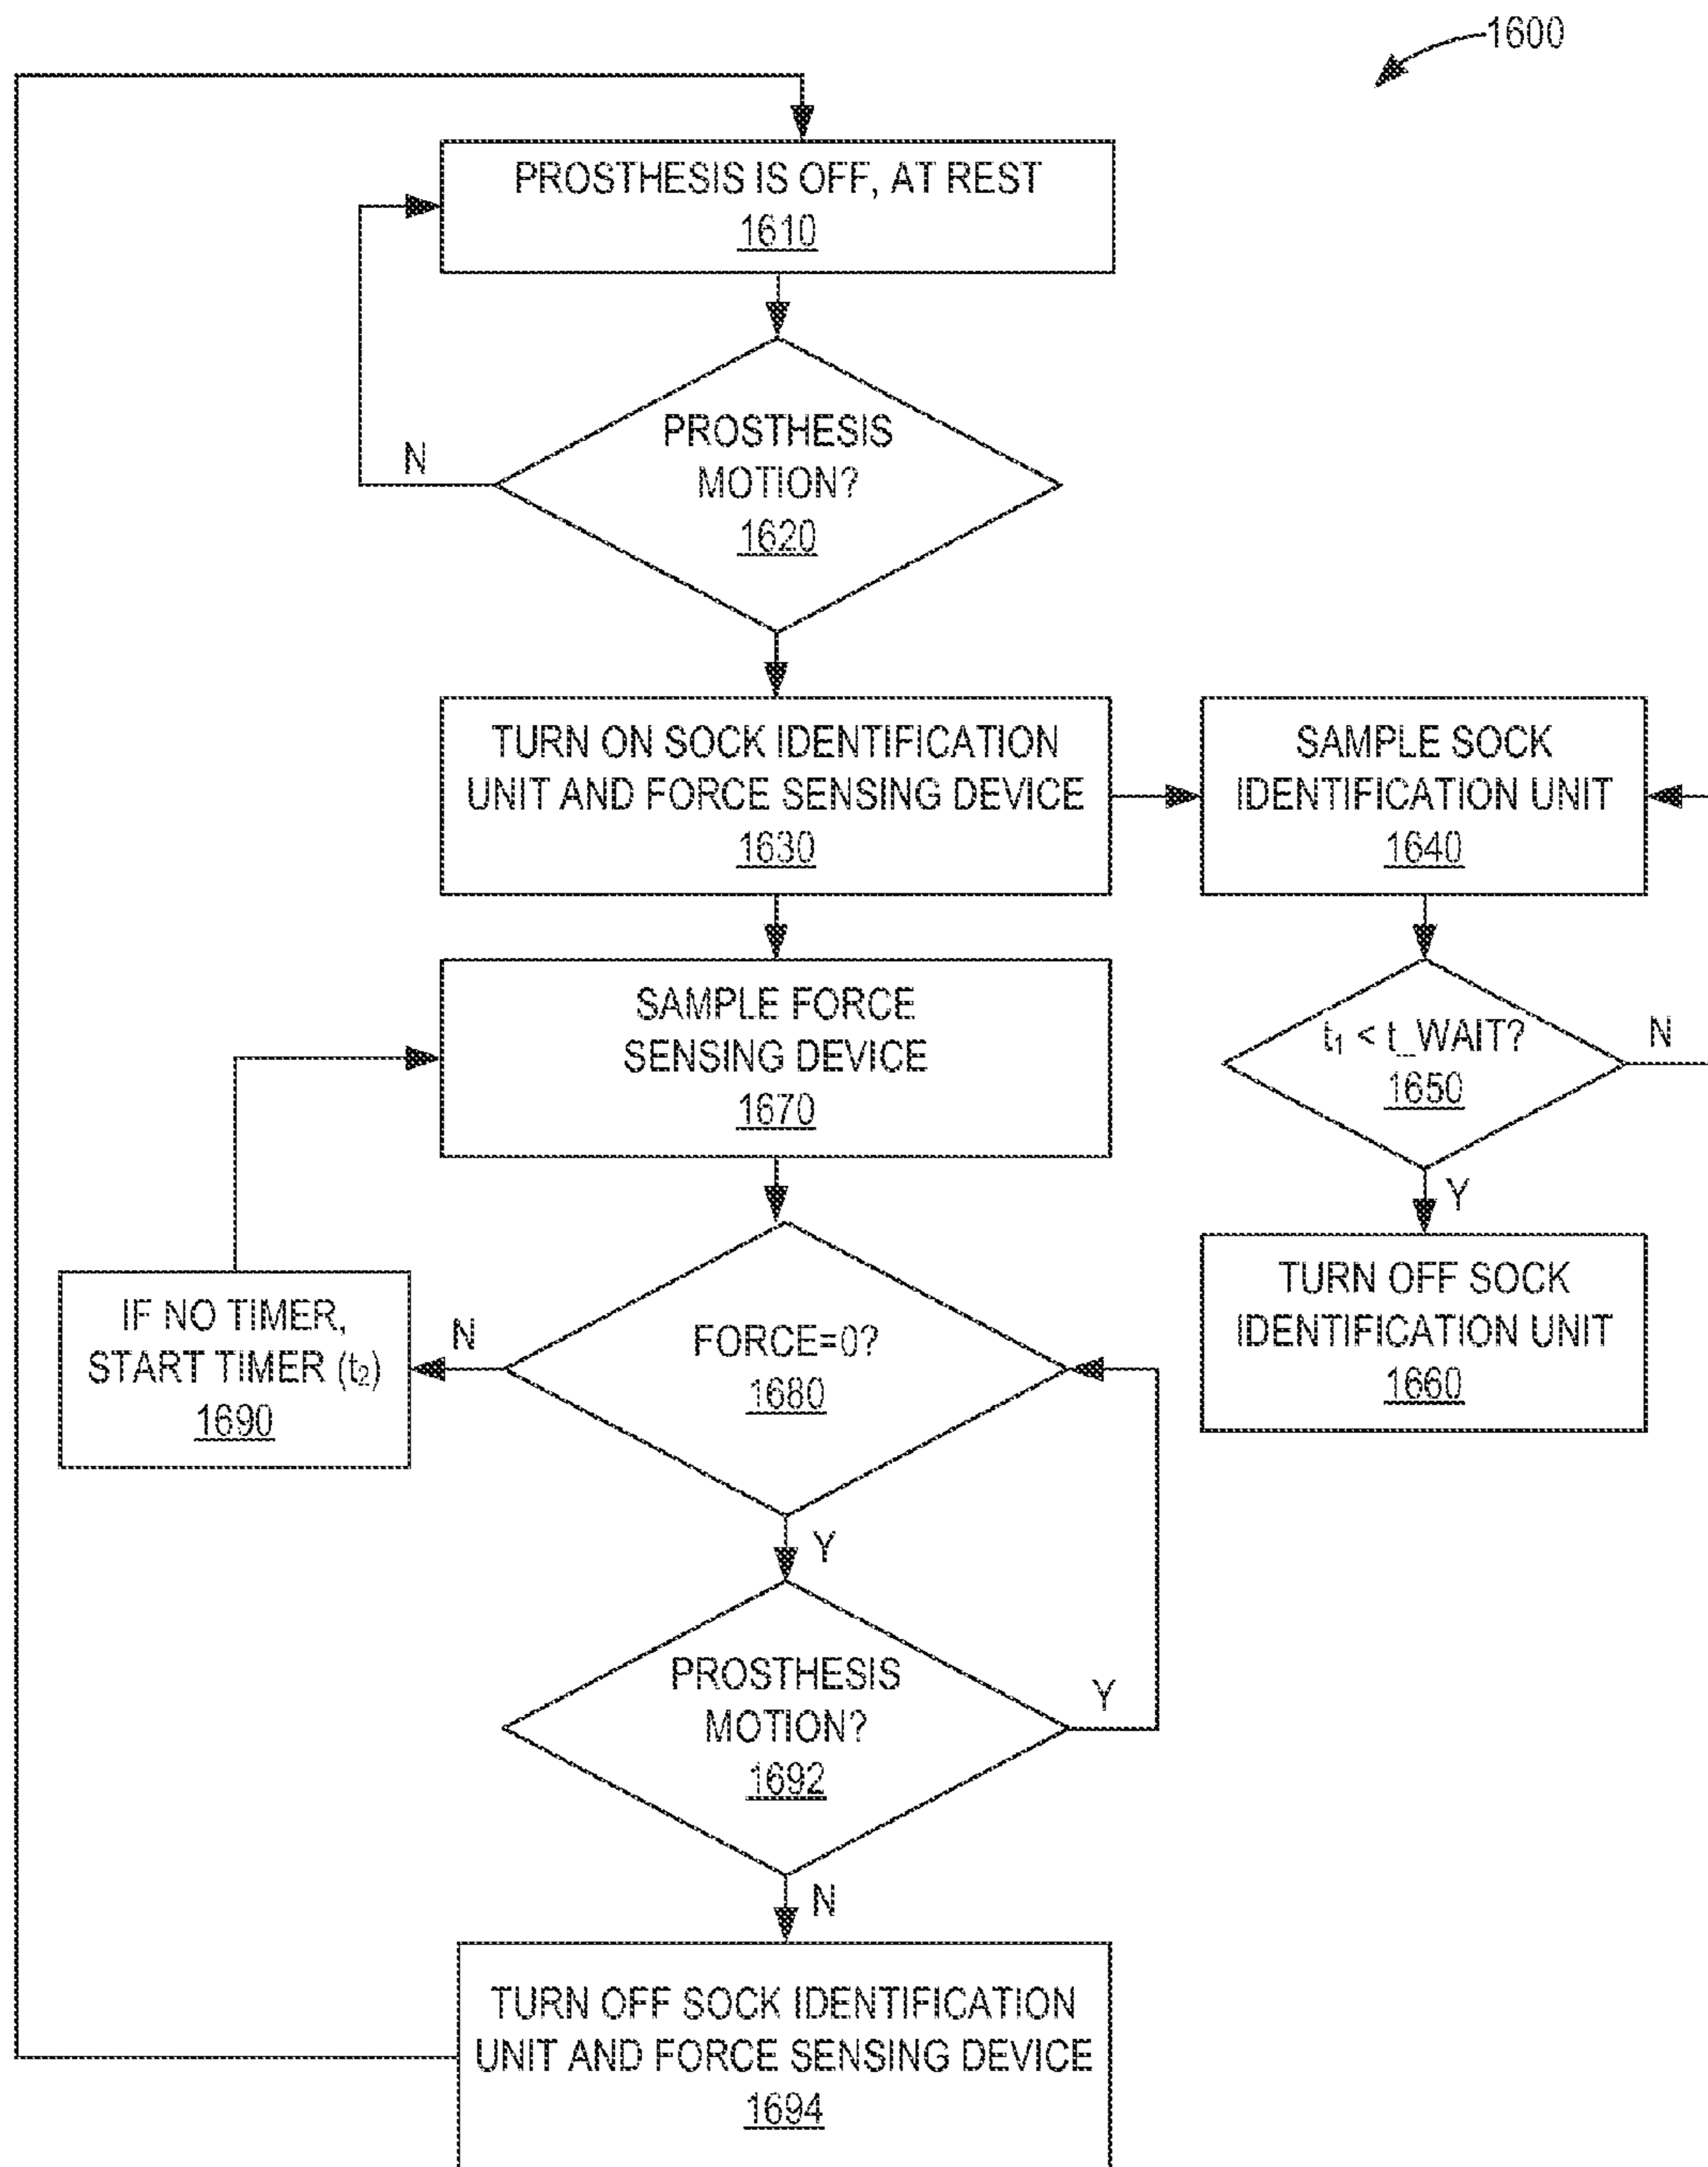 1600
PROSTHESIS IS OFF, AT REST
1610
PROSTHESIS
MOTION?
1620
N
TURN ON SOCK IDENTIFICATION
UNIT AND FORCE SENSING DEVICE
1630
SAMPLE SOCK
IDENTIFICATION UNIT
1640
SAMPLE FORCE
SENSING DEVICE
1670
t₁ < t_WAIT?
1650
N
Y
TURN OFF SOCK
IDENTIFICATION UNIT
1660
IF NO TIMER,
START TIMER (t₂)
1690
N
FORCE=0?
1680
Y
PROSTHESIS
MOTION?
1692
Y
N
TURN OFF SOCK IDENTIFICATION
UNIT AND FORCE SENSING DEVICE
1694